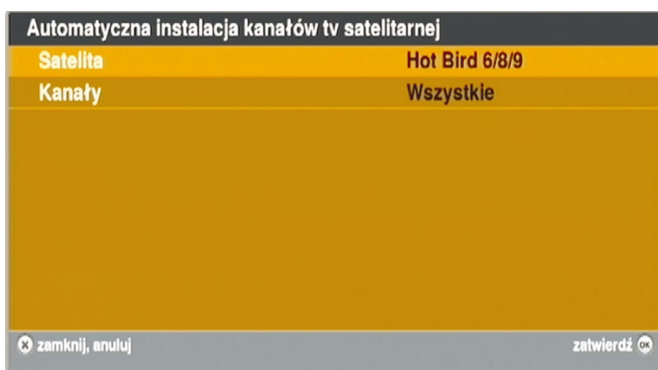 Automatyczna instalacja kanałów tv satelitarnej
Satelita Hot Bird 6/8/9
Kanały Wszystkie
zamknij, anuluj zatwierdź OK